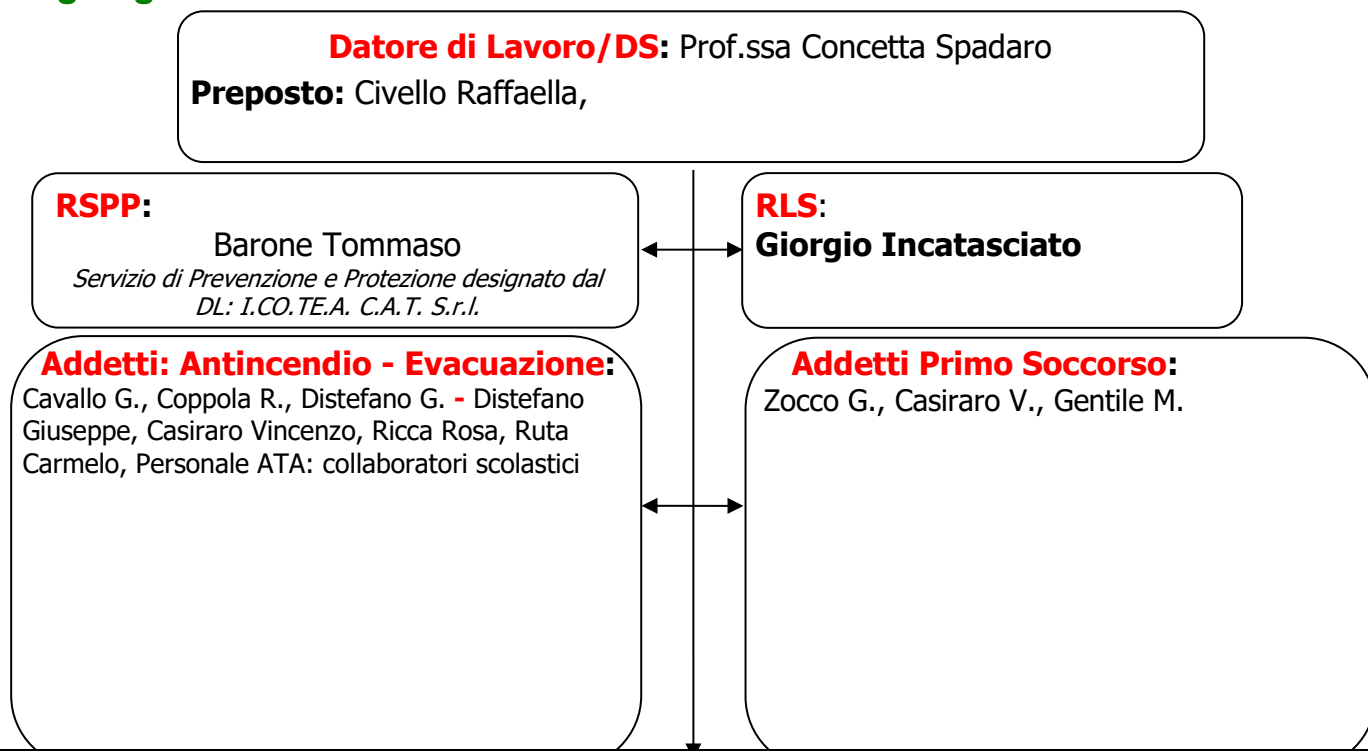 Datore di Lavoro/DS: Prof.ssa Concetta Spadaro
Preposto: Civello Raffaella,
RSPP:
Barone Tommaso
Servizio di Prevenzione e Protezione designato dal
DL: I.CO.TE.A. C.A.T. S.r.l.
RLS:
Giorgio Incatasciato
Addetti: Antincendio - Evacuazione:
Cavallo G., Coppola R., Distefano G. - Distefano
Giuseppe, Casiraro Vincenzo, Ricca Rosa, Ruta
Carmelo, Personale ATA: collaboratori scolastici
Addetti Primo Soccorso:
Zocco G., Casiraro V., Gentile M.